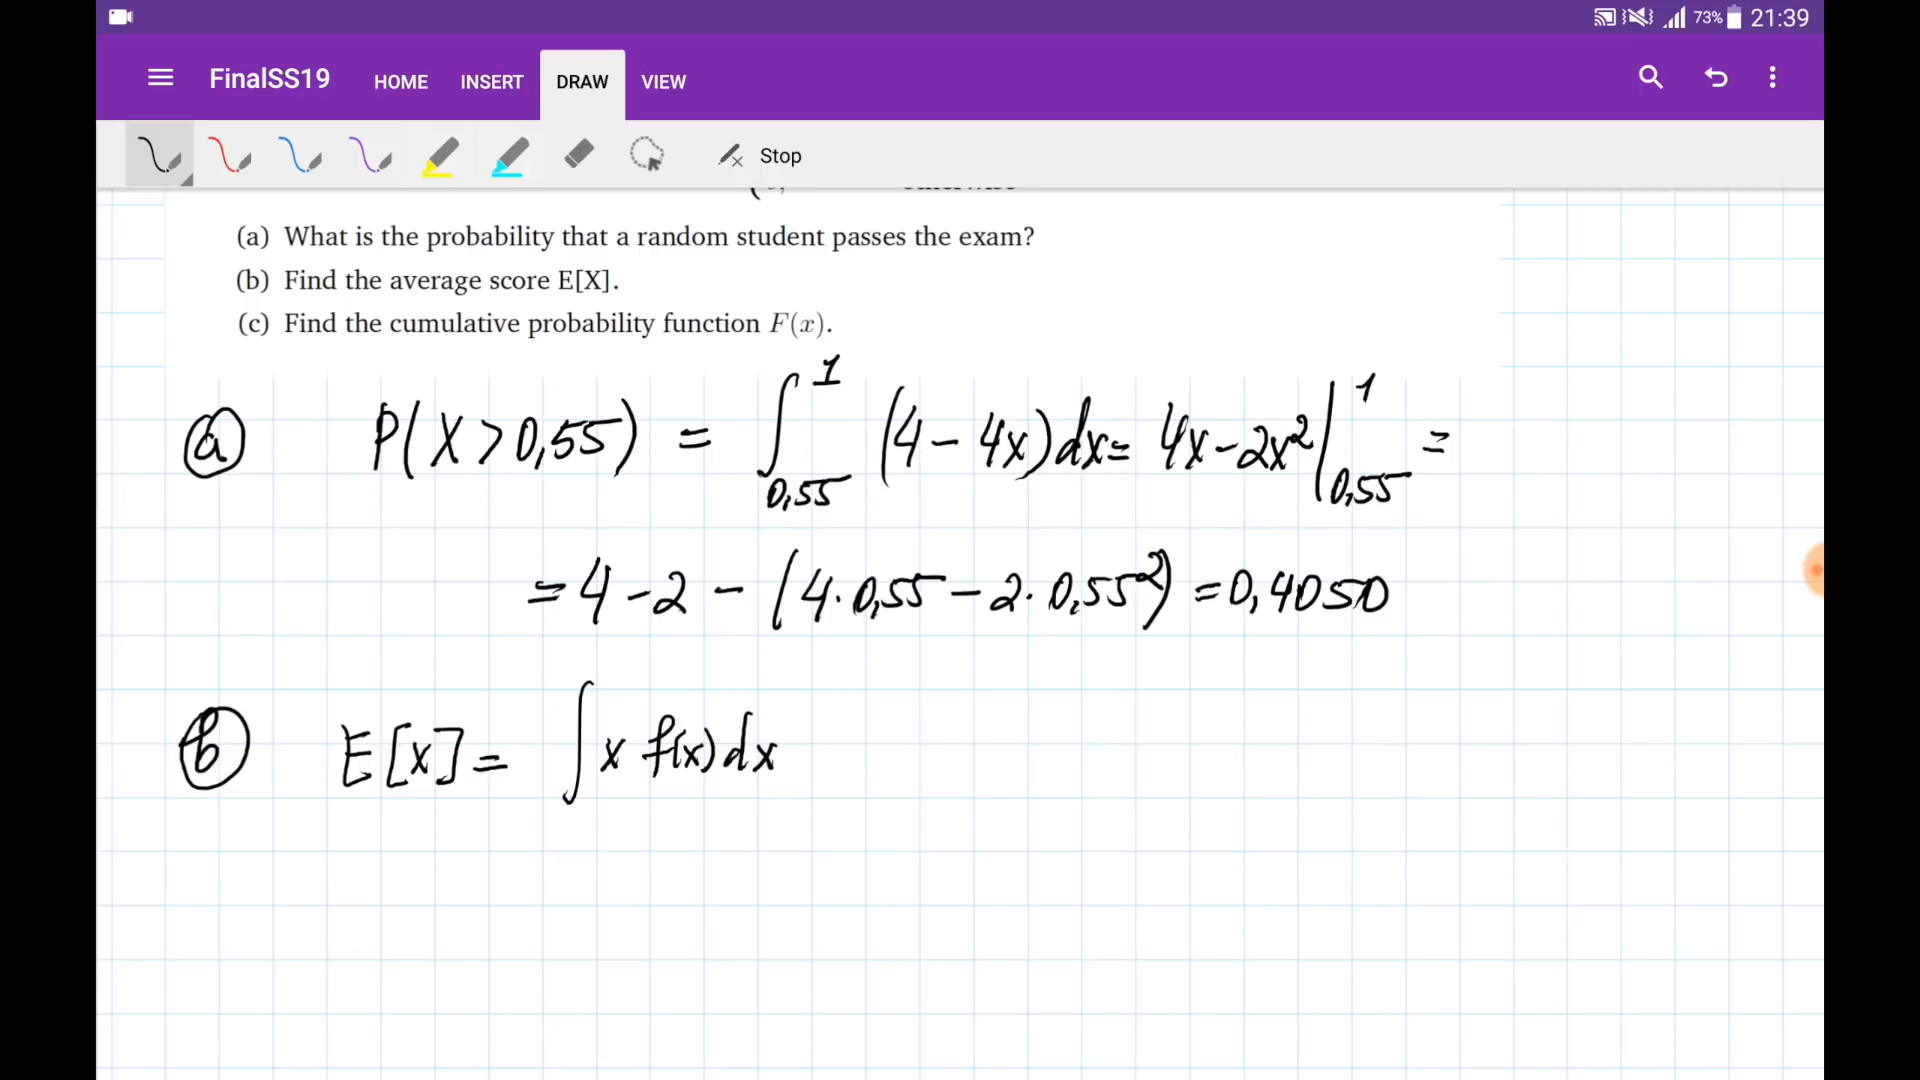 73% 21:39
FinalSS19 HOME INSERT DRAW VIEW
Stop
(a) What is the probability that a random student passes the exam?
(b) Find the average score E[X].
(c) Find the cumulative probability function F(x).
(a) P(X>0,55) = ∫_{0,55}^{1} (4-4x)dx = 4x-2x²|_{0,55}^{1} =
= 4-2-(4·0,55-2·0,55²) = 0,4050
(b) E[x] = ∫ x f(x)dx